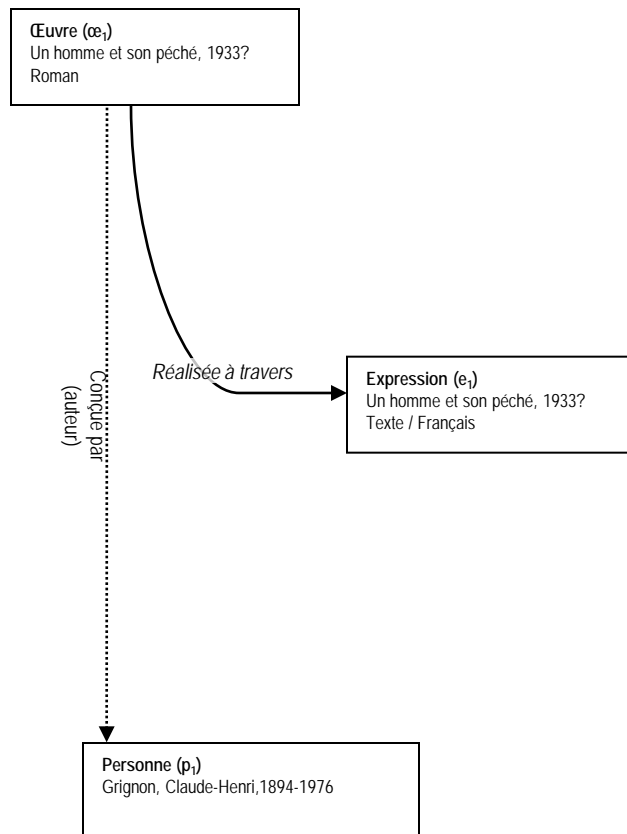 Œuvre (œ₁)
Un homme et son péché, 1933?
Roman
Réalisée à travers
Expression (e₁)
Un homme et son péché, 1933?
Texte / Français
Conçue par
(auteur)
Personne (p₁)
Grignon, Claude-Henri,1894-1976